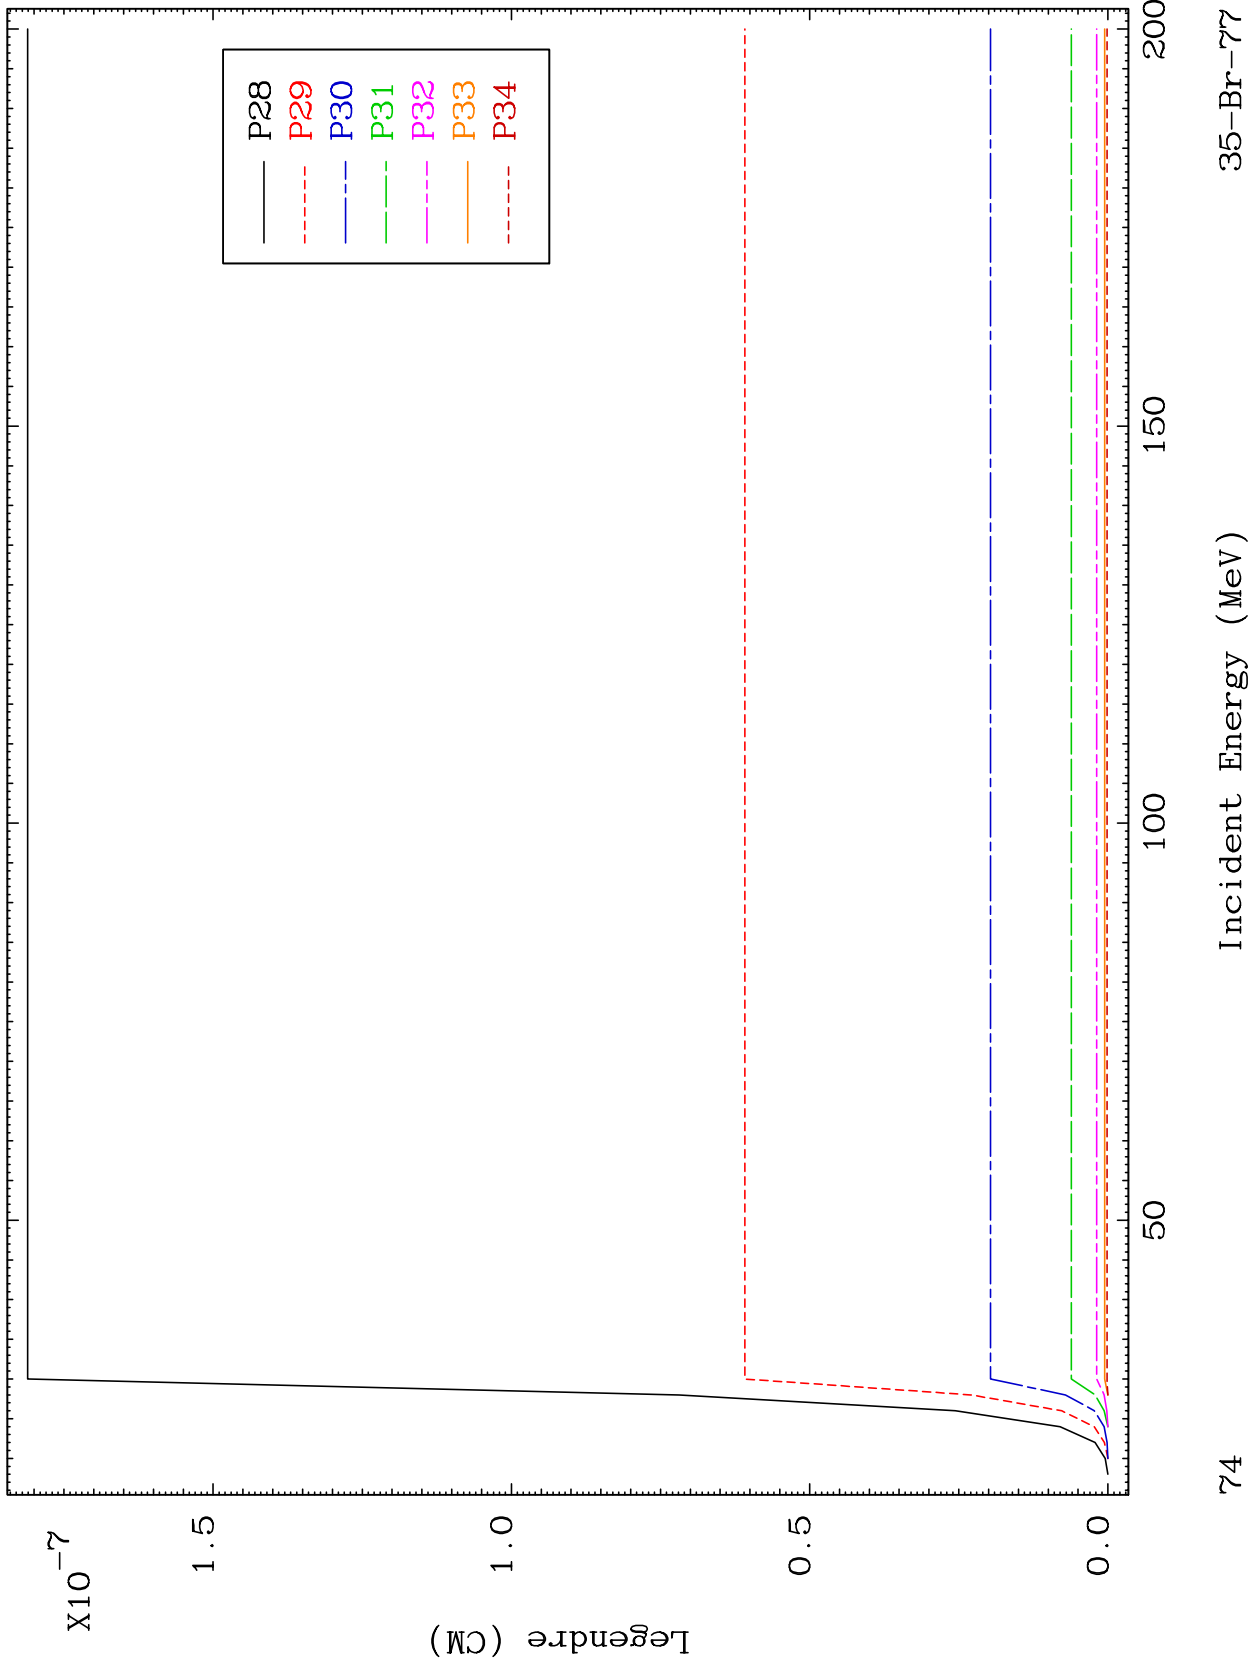 X10-7
1.5
1.0
0.5
0.0
Legendre (CM)
P28
P29
P30
P31
P32
P33
P34
50
100
150
200
Incident Energy (MeV)
74
35-Br-77